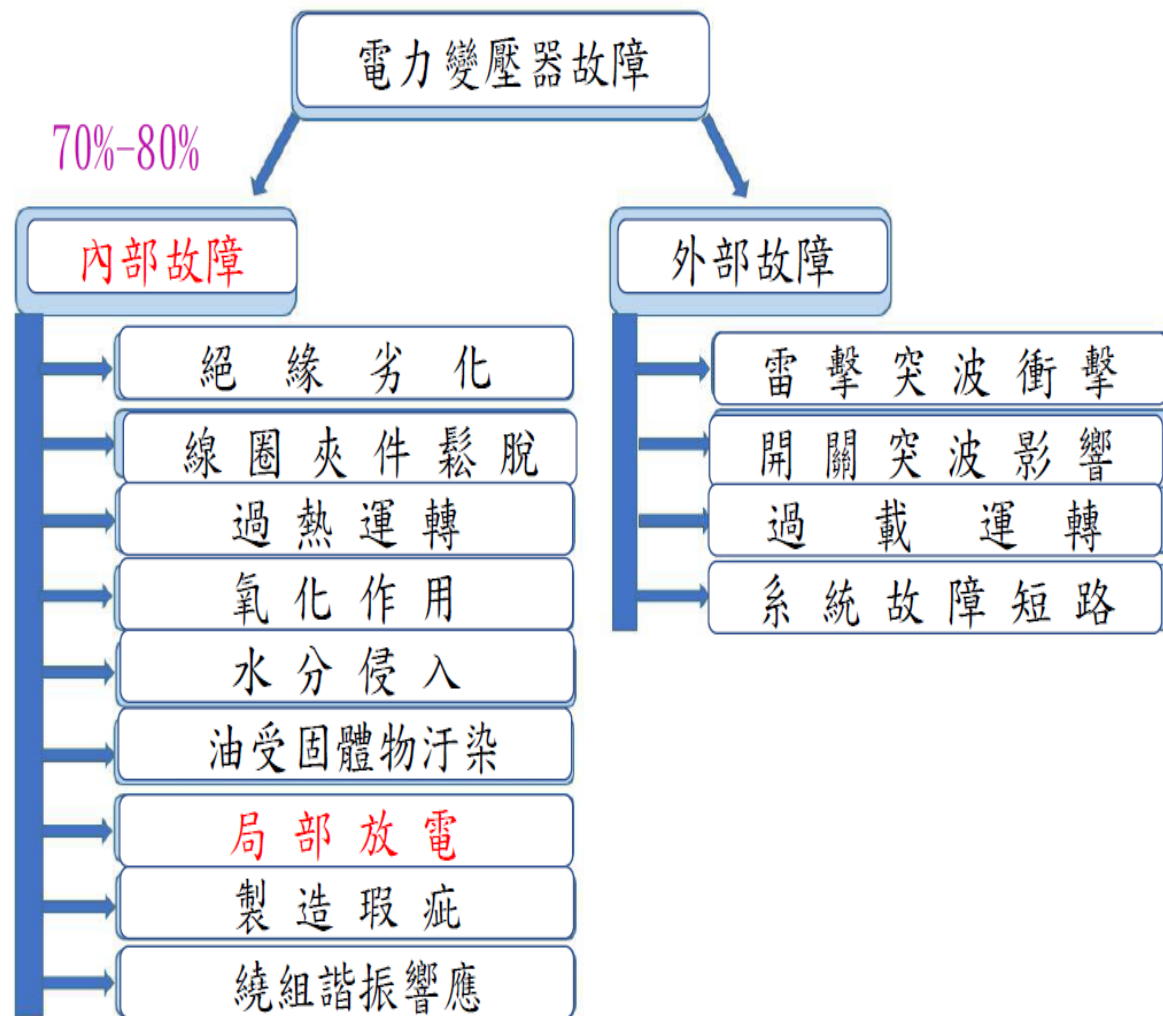 電力變壓器故障
70%-80%
內部故障
絕緣劣化
線圈夾件鬆脫
過熱運轉
氧化作用
水分侵入
油受固體物汙染
局部放電
製造瑕疵
繞組諧振響應
外部故障
雷擊突波衝擊
開關突波影響
過載運轉
系統故障短路